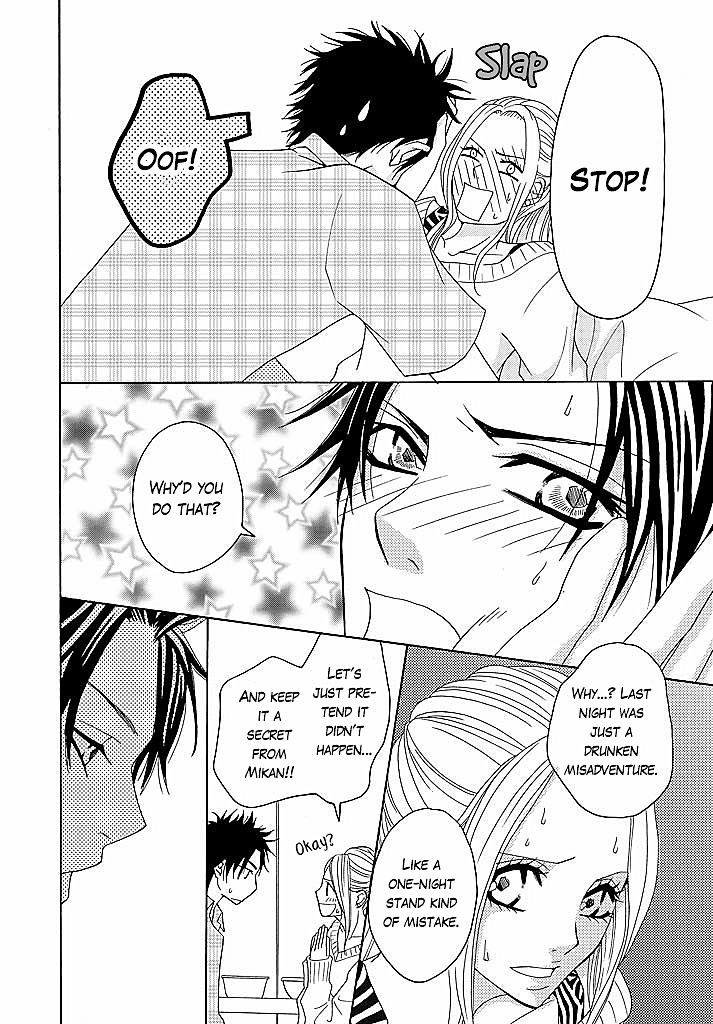 Slap
STOP!
OOF!
WHY'D YOU
DO THAT?
WHY...? LAST
NIGHT WAS
JUST A
DRUNKEN
MISADVENTURE.
LIKE A
ONE-NIGHT
STAND KIND
OF MISTAKE.
LET'S
JUST PRE-
TEND IT
DIDN'T
HAPPEN...
AND KEEP
IT A
SECRET
FROM
MIKAN!!
Okay?